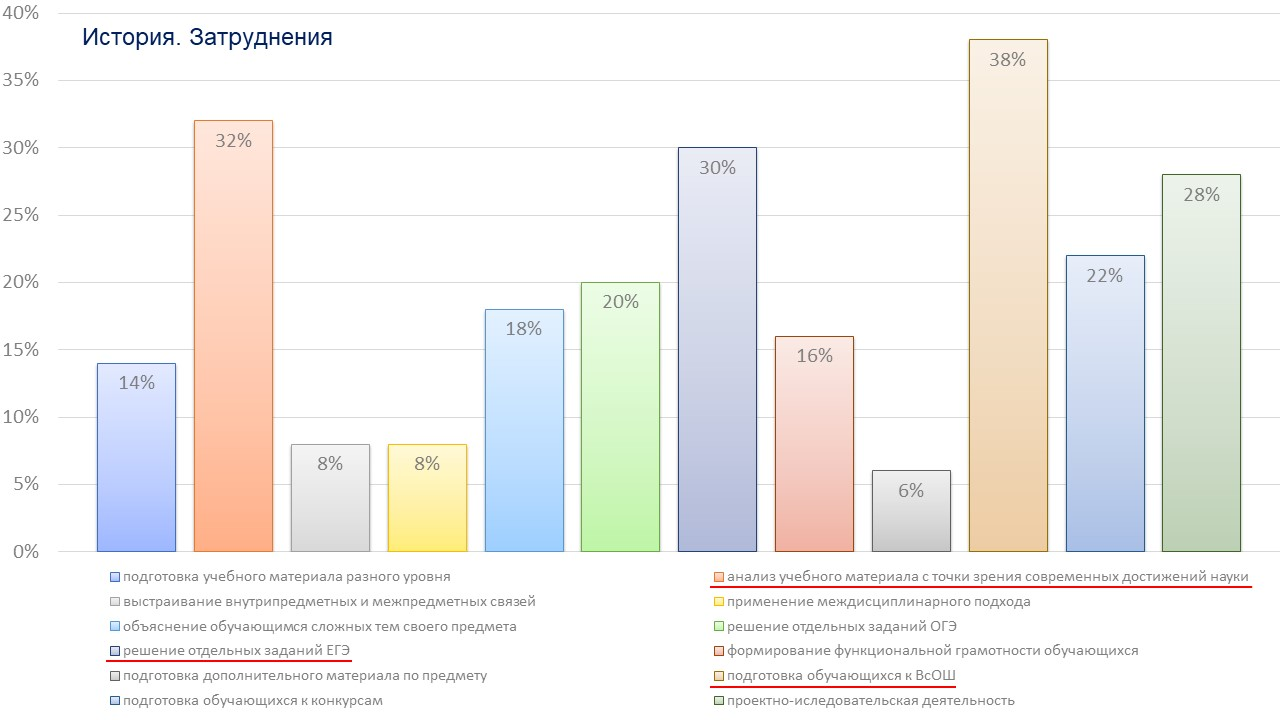 40%
История. Затруднения
38%
35%
32%
30%
30%
28%
25%
22%
20%
20%
18%
16%
15%
14%
10%
8%
8%
6%
5%
0%
подготовка учебного материала разного уровня
анализ учебного материала с точки зрения современных достижений науки
выстраивание внутрипредметных и межпредметных связей
применение междисциплинарного подхода
объяснение обучающимся сложных тем своего предмета
решение отдельных заданий ОГЭ
решение отдельных заданий ЕГЭ
формирование функциональной грамотности обучающихся
подготовка дополнительного материала по предмету
подготовка обучающихся к ВсОШ
подготовка обучающихся к конкурсам
проектно-иследовательская деятельность